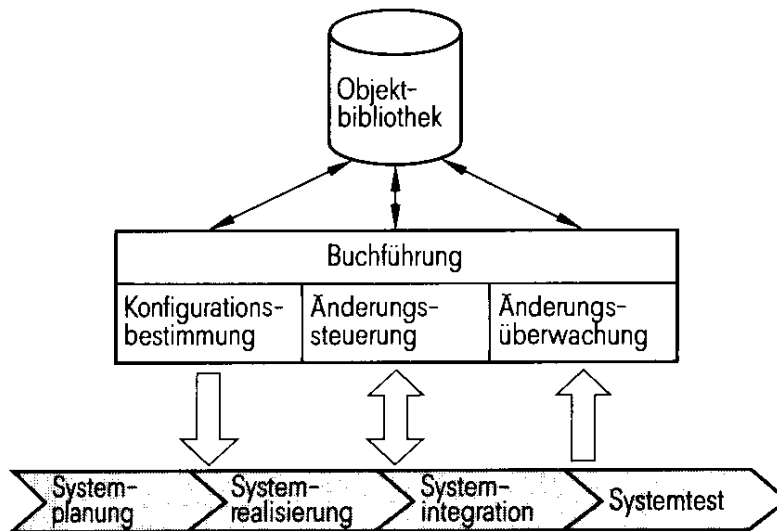 Objekt-
bibliothek
Buchführung
Konfigurations-
bestimmung
Änderungs-
steuerung
Änderungs-
überwachung
System-
planung
System-
realisierung
System-
integration
Systemtest